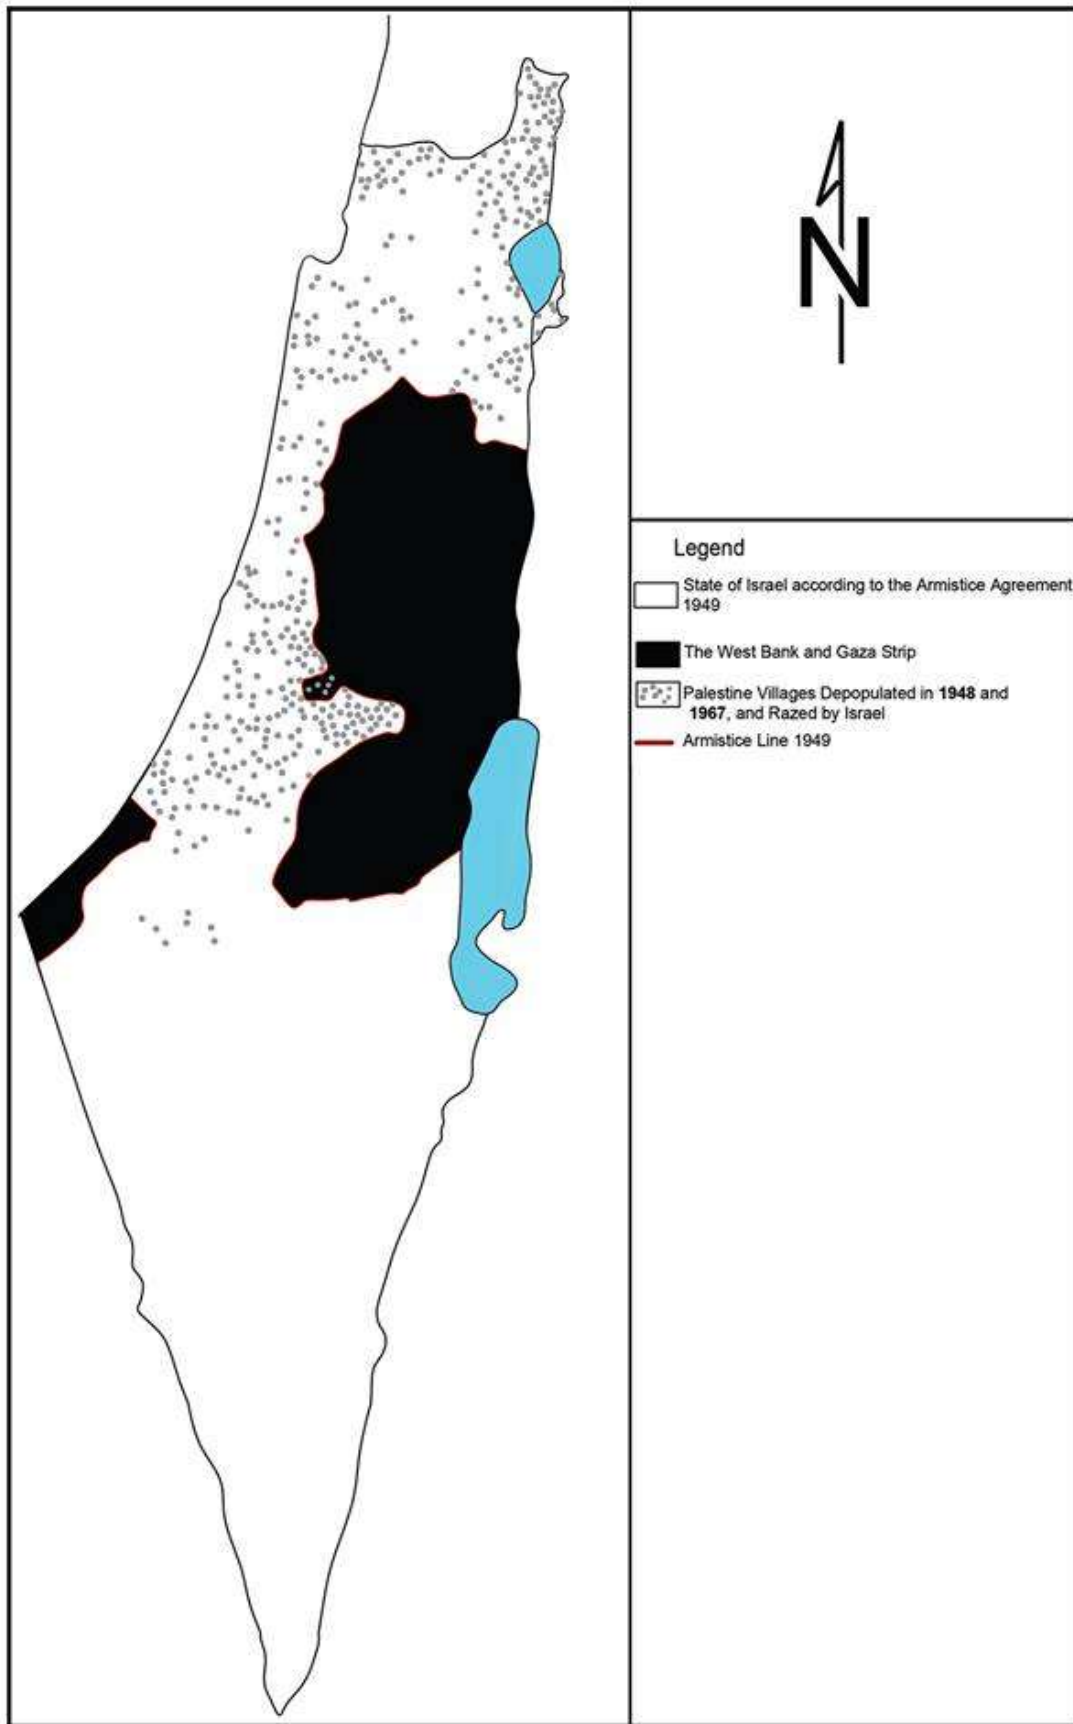 N
Legend
State of Israel according to the Armistice Agreement
1949
The West Bank and Gaza Strip
Palestine Villages Depopulated in 1948 and
1967, and Razed by Israel
Armistice Line 1949